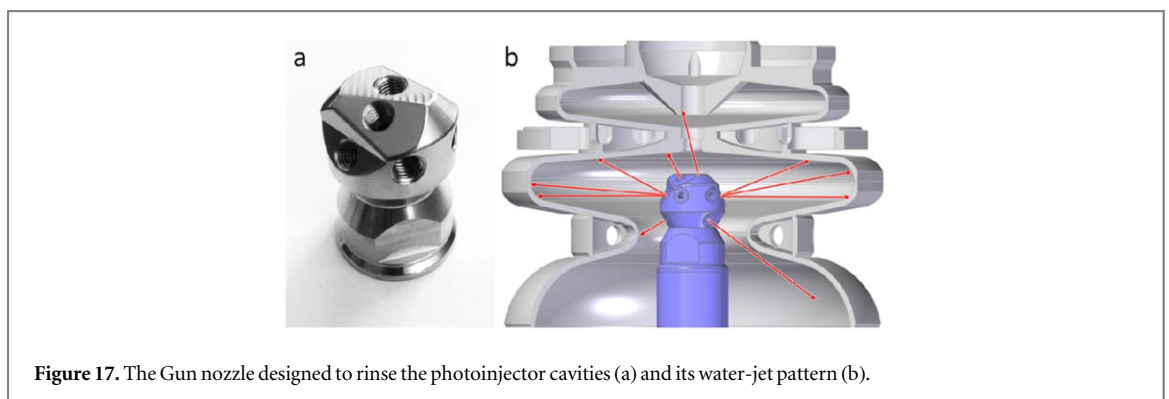 a
b
Figure 17. The Gun nozzle designed to rinse the photoinjector cavities (a) and its water-jet pattern (b).